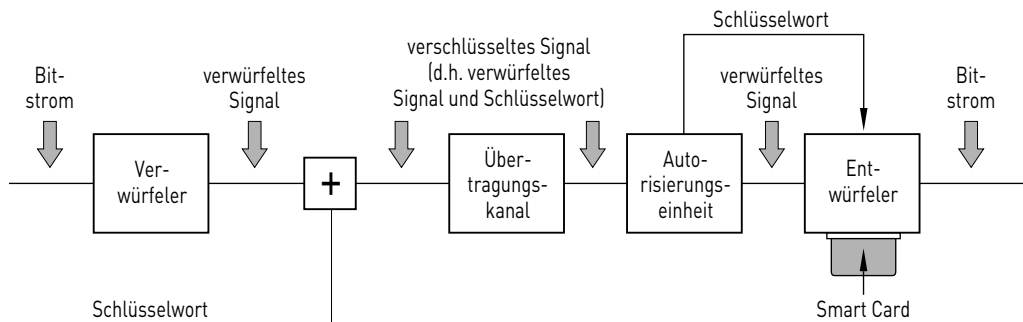 Schlüsselwort
verschlüsseltes Signal
(d.h. verwürfeltes
Signal und Schlüsselwort)
Bit-
strom
verwürfeltes
Signal
verwürfeltes
Signal
Bit-
strom
Ver-
würfeler
+
Über-
tragungs-
kanal
Auto-
risierungs-
einheit
Ent-
würfeler
Schlüsselwort
Smart Card